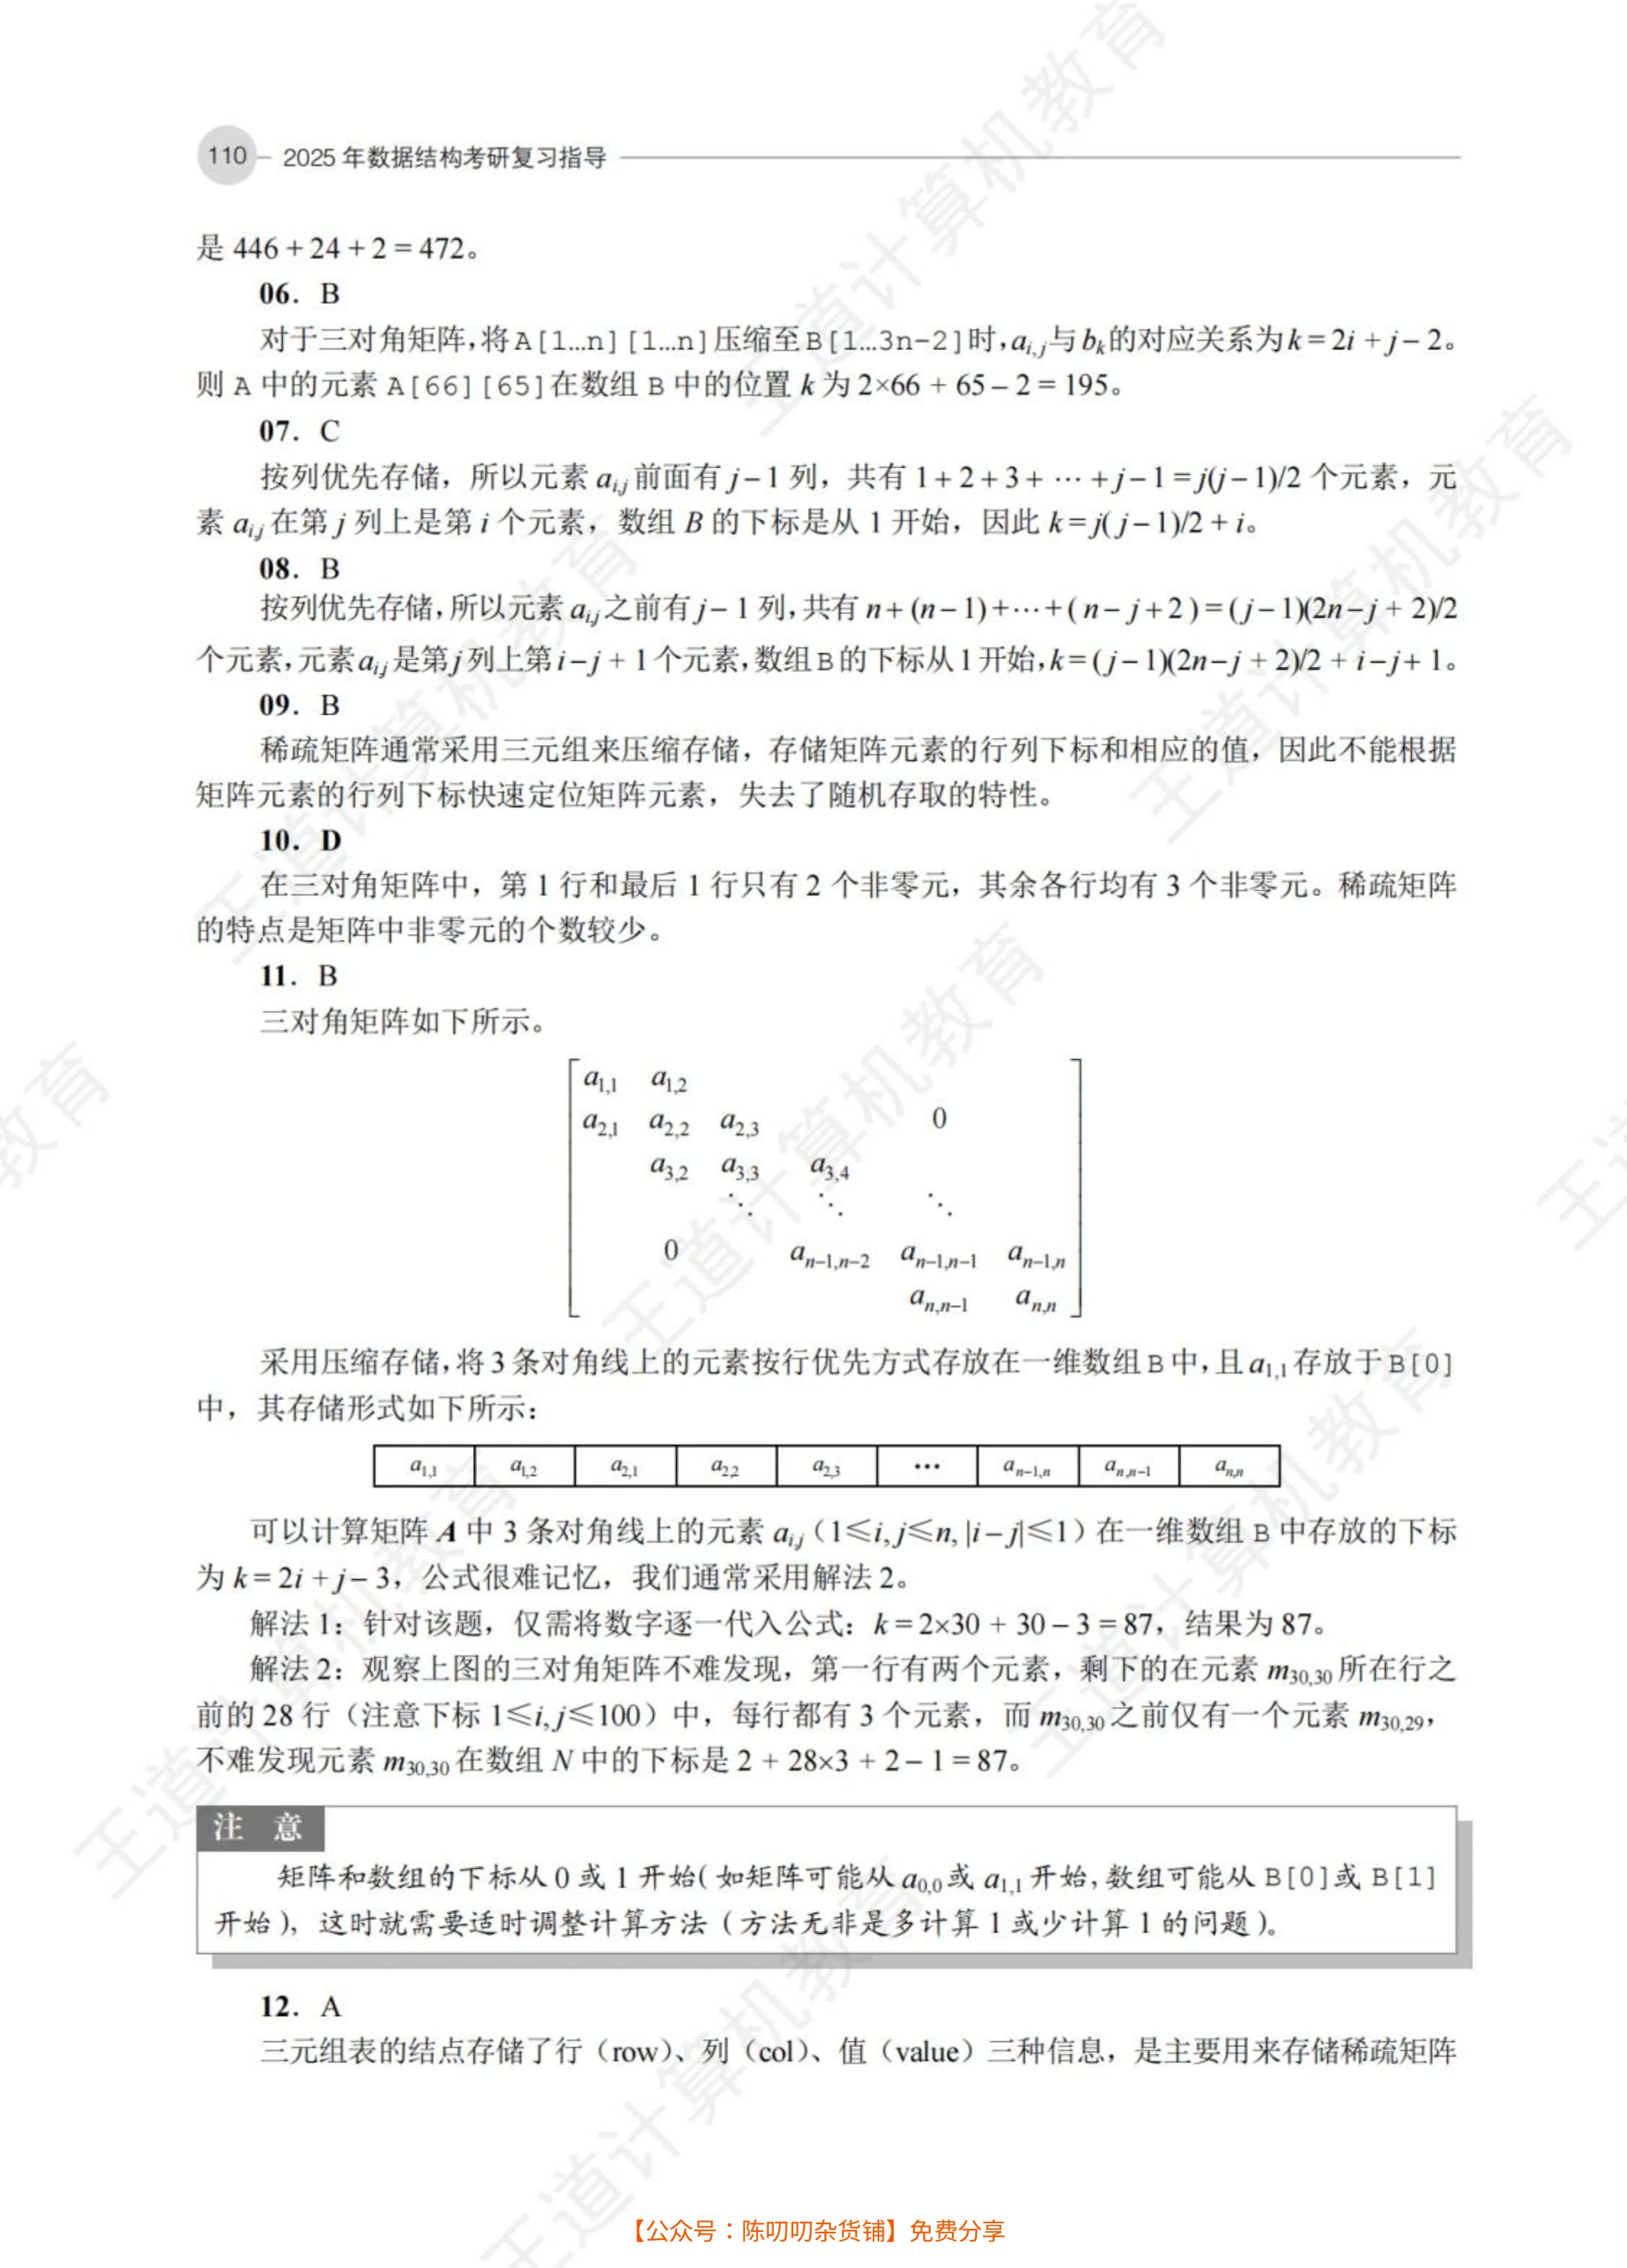 110 2025 年数据结构考研复习指导
是 446 + 24 + 2 = 472。
06. B
对于三对角矩阵，将A[1…n][1…n]压缩至B[1…3n-2]时，a_{i,j}与b_k的对应关系为k = 2i + j – 2。
则 A 中的元素 A[66][65]在数组 B 中的位置 k 为 2×66 + 65 – 2 = 195。
07. C
按列优先存储，所以元素 a_{i,j} 前面有 j – 1 列，共有 1 + 2 + 3 + … + j – 1 = j(j – 1)/2 个元素，元
素 a_{i,j} 在第 j 列上是第 i 个元素，数组 B 的下标是从 1 开始，因此 k = j(j – 1)/2 + i。
08. B
按列优先存储，所以元素 a_{i,j} 之前有 j – 1 列，共有 n + (n – 1) + … + (n – j + 2) = (j – 1)(2n – j + 2)/2
个元素，元素 a_{i,j} 是第 j 列上第 i – j + 1 个元素，数组 B 的下标从 1 开始，k = (j – 1)(2n – j + 2)/2 + i – j + 1。
09. B
稀疏矩阵通常采用三元组来压缩存储，存储矩阵元素的行列下标和相应的值，因此不能根据
矩阵元素的行列下标快速定位矩阵元素，失去了随机存取的特性。
10. D
在三对角矩阵中，第 1 行和最后 1 行只有 2 个非零元，其余各行均有 3 个非零元。稀疏矩阵
的特点是矩阵中非零元的个数较少。
11. B
三对角矩阵如下所示。
a_{1,1} a_{1,2}
a_{2,1} a_{2,2} a_{2,3} 0
a_{3,2} a_{3,3} a_{3,4}
⋱ ⋱ ⋱
0 a_{n–1,n–2} a_{n–1,n–1} a_{n–1,n}
a_{n,n–1} a_{n,n}
采用压缩存储，将 3 条对角线上的元素按行优先方式存放在一维数组 B 中，且 a_{1,1} 存放于 B[0]
中，其存储形式如下所示：
a_{1,1} a_{1,2} a_{2,1} a_{2,2} a_{2,3} … a_{n–1,n} a_{n,n–1} a_{n,n}
可以计算矩阵 A 中 3 条对角线上的元素 a_{i,j}（1≤i, j≤n, |i – j|≤1）在一维数组 B 中存放的下标
为 k = 2i + j – 3，公式很难记忆，我们通常采用解法 2。
解法 1：针对该题，仅需将数字逐一代入公式：k = 2×30 + 30 – 3 = 87，结果为 87。
解法 2：观察上图的三对角矩阵不难发现，第一行有两个元素，剩下的在元素 m_{30,30} 所在行之
前的 28 行（注意下标 1≤i, j≤100）中，每行都有 3 个元素，而 m_{30,30} 之前仅有一个元素 m_{30,29}，
不难发现元素 m_{30,30} 在数组 N 中的下标是 2 + 28×3 + 2 – 1 = 87。
注 意
矩阵和数组的下标从 0 或 1 开始（如矩阵可能从 a_{0,0} 或 a_{1,1} 开始，数组可能从 B[0]或 B[1]
开始），这时就需要适时调整计算方法（方法无非是多计算 1 或少计算 1 的问题）。
12. A
三元组表的结点存储了行（row）、列（col）、值（value）三种信息，是主要用来存储稀疏矩阵
【公众号：陈叨叨杂货铺】免费分享
王道计算机教育